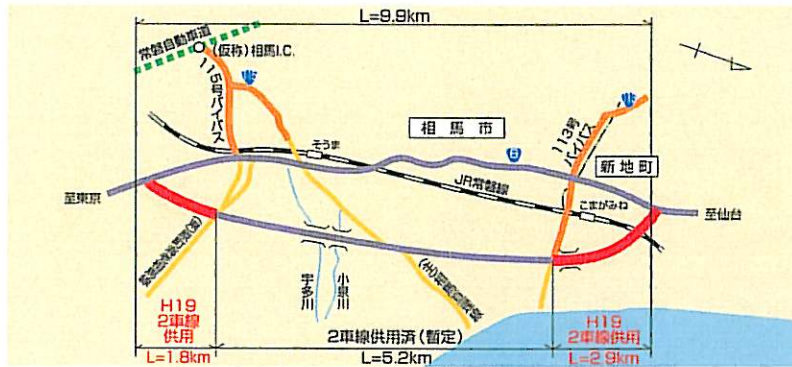 L=9.9km
常磐自動車道
(仮称)相馬I.C.
115号バイパス
そうま
相馬市
6
113号
バイパス
新地町
JR常磐線
こまがみね
至東京
至仙台
宇多川
小泉川
H19
2車線
供用
2車線供用済(暫定)
H19
2車線供用
L=1.8km
L=5.2km
L=2.9km